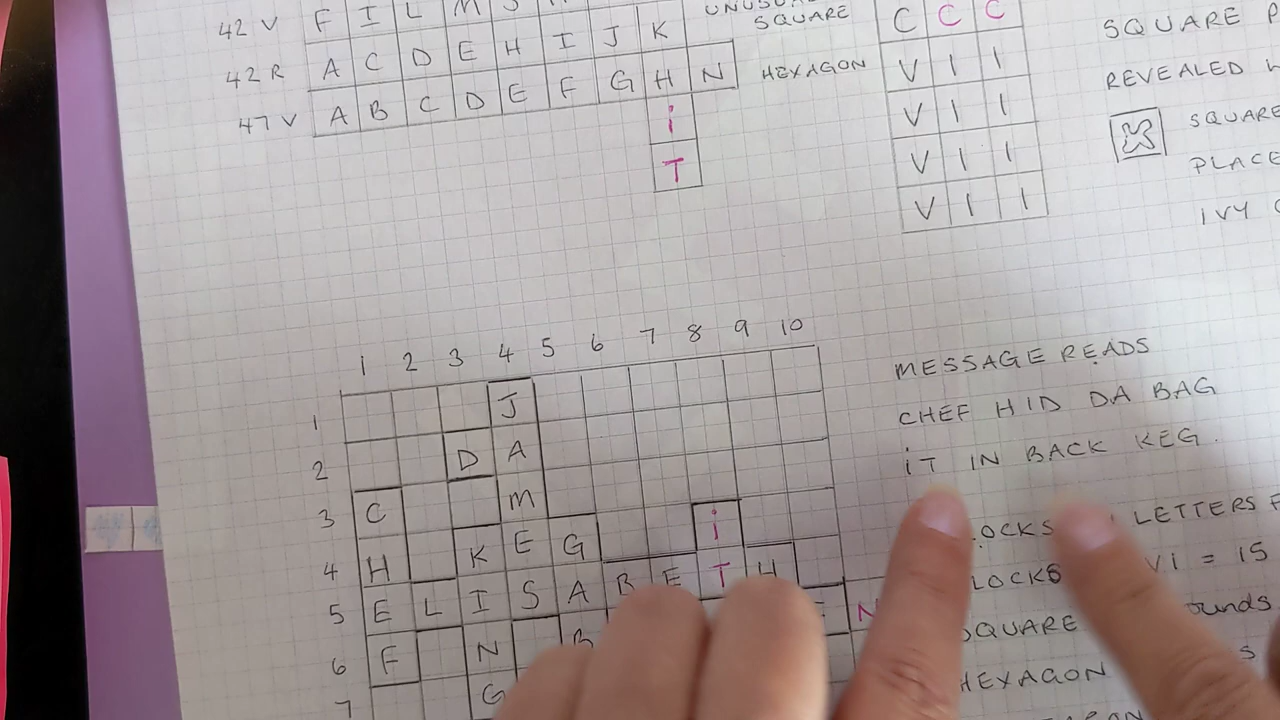 42 V F I L M
42 R A C D E H I J K
SQUARE
47 V A B C D E F G H N
HEXAGON
i
T
C C C
V I I
V I I
V I I
V I I
SQUARE
REVEALED
SQUARE
PLACE
IVY
1 2 3 4 5 6 7 8 9 10
1 J
2 D A
3 C M i
4 H K E G T H
5 E L I S A B E
6 F N B N
7 G
MESSAGE READS
CHEF HID DA BAG
iT IN BACK KEG.
LETTERS
VI = 15
SQUARE
HEXAGON